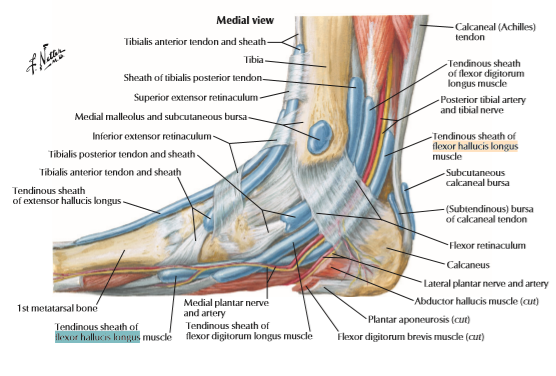 Medial view
Tibialis anterior tendon and sheath
Tibia
Sheath of tibialis posterior tendon
Superior extensor retinaculum
Medial malleolus and subcutaneous bursa
Inferior extensor retinaculum
Tibialis posterior tendon and sheath
Tibialis anterior tendon and sheath
Tendinous sheath
of extensor hallucis longus
1st metatarsal bone
Tendinous sheath of
flexor hallucis longus muscle
Medial plantar nerve
and artery
Tendinous sheath of
flexor digitorum longus muscle
Calcaneal (Achilles)
tendon
Tendinous sheath
of flexor digitorum
longus muscle
Posterior tibial artery
and tibial nerve
Tendinous sheath of
flexor hallucis longus
muscle
Subcutaneous
calcaneal bursa
(Subtendinous) bursa
of calcaneal tendon
Flexor retinaculum
Calcaneus
Lateral plantar nerve and artery
Abductor hallucis muscle (cut)
Plantar aponeurosis (cut)
Flexor digitorum brevis muscle (cut)